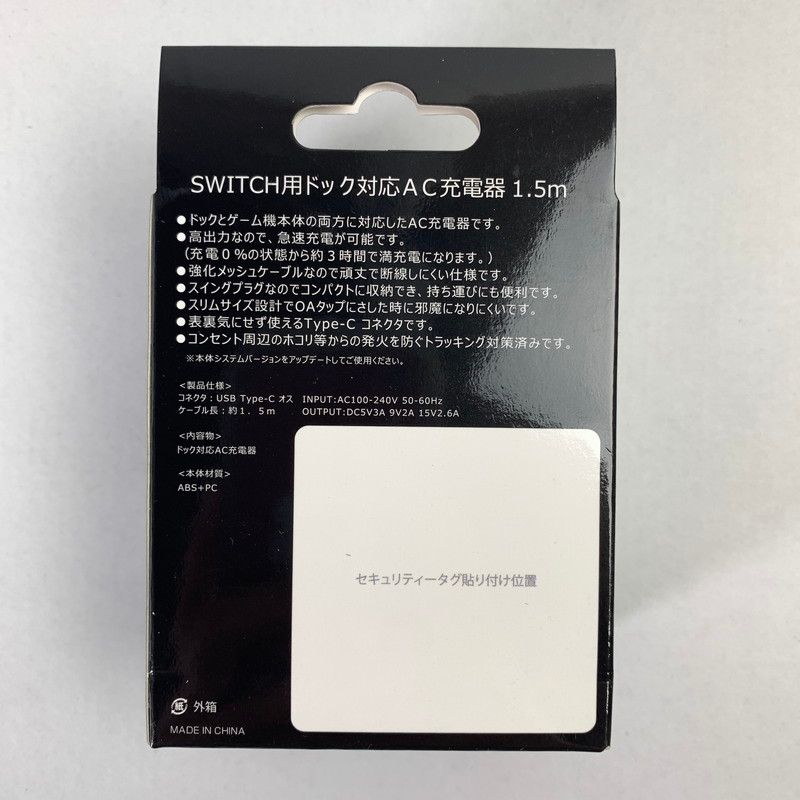 SWITCH用ドック対応AC充電器 1.5m
●ドックとゲーム機本体の両方に対応したAC充電器です。
●高出力なので、急速充電が可能です。
(充電0%の状態から約3時間で満充電になります。)
●強化メッシュケーブルなので頑丈で断線しにくい仕様です。
●スイングプラグなのでコンパクトに収納でき、持ち運びにも便利です。
●スリムサイズ設計でOAタップにさした時に邪魔になりにくいです。
●表裏気にせず使えるType-C コネクタです。
●コンセント周辺のホコリ等からの発火を防ぐトラッキング対策済みです。
※本体システムバージョンをアップデートしてご使用ください。
<製品仕様>
コネクタ:USB Type-C オス INPUT:AC100-240V 50-60Hz
ケーブル長:約1.5m OUTPUT:DC5V3A 9V2A 15V2.6A
<内容物>
ドック対応AC充電器
<本体材質>
ABS+PC
セキュリティータグ貼り付け位置
紙 外箱
MADE IN CHINA